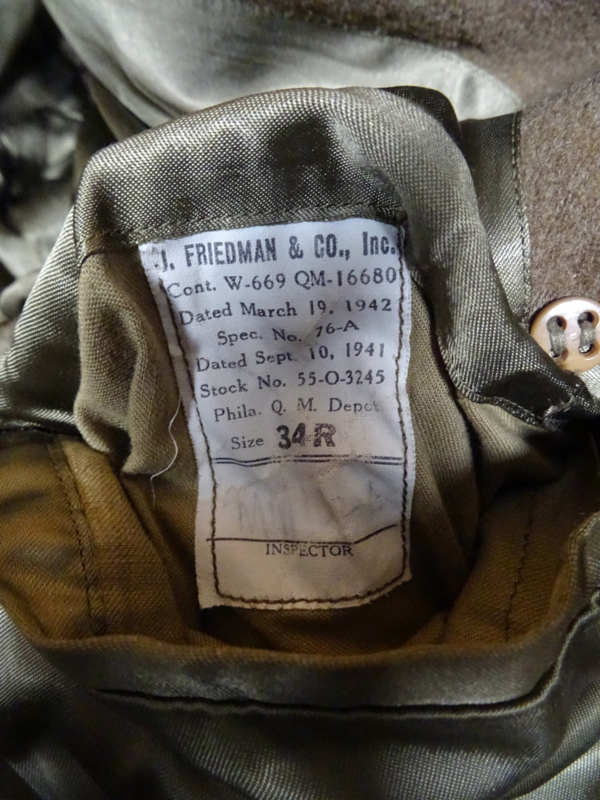 J. FRIEDMAN & CO., Inc.
Cont. W-669 QM-16680
Dated March 19, 1942
Spec. No. 76-A
Dated Sept. 10, 1941
Stock No. 55-O-3245
Phila. Q. M. Depot
Size 34 R
INSPECTOR